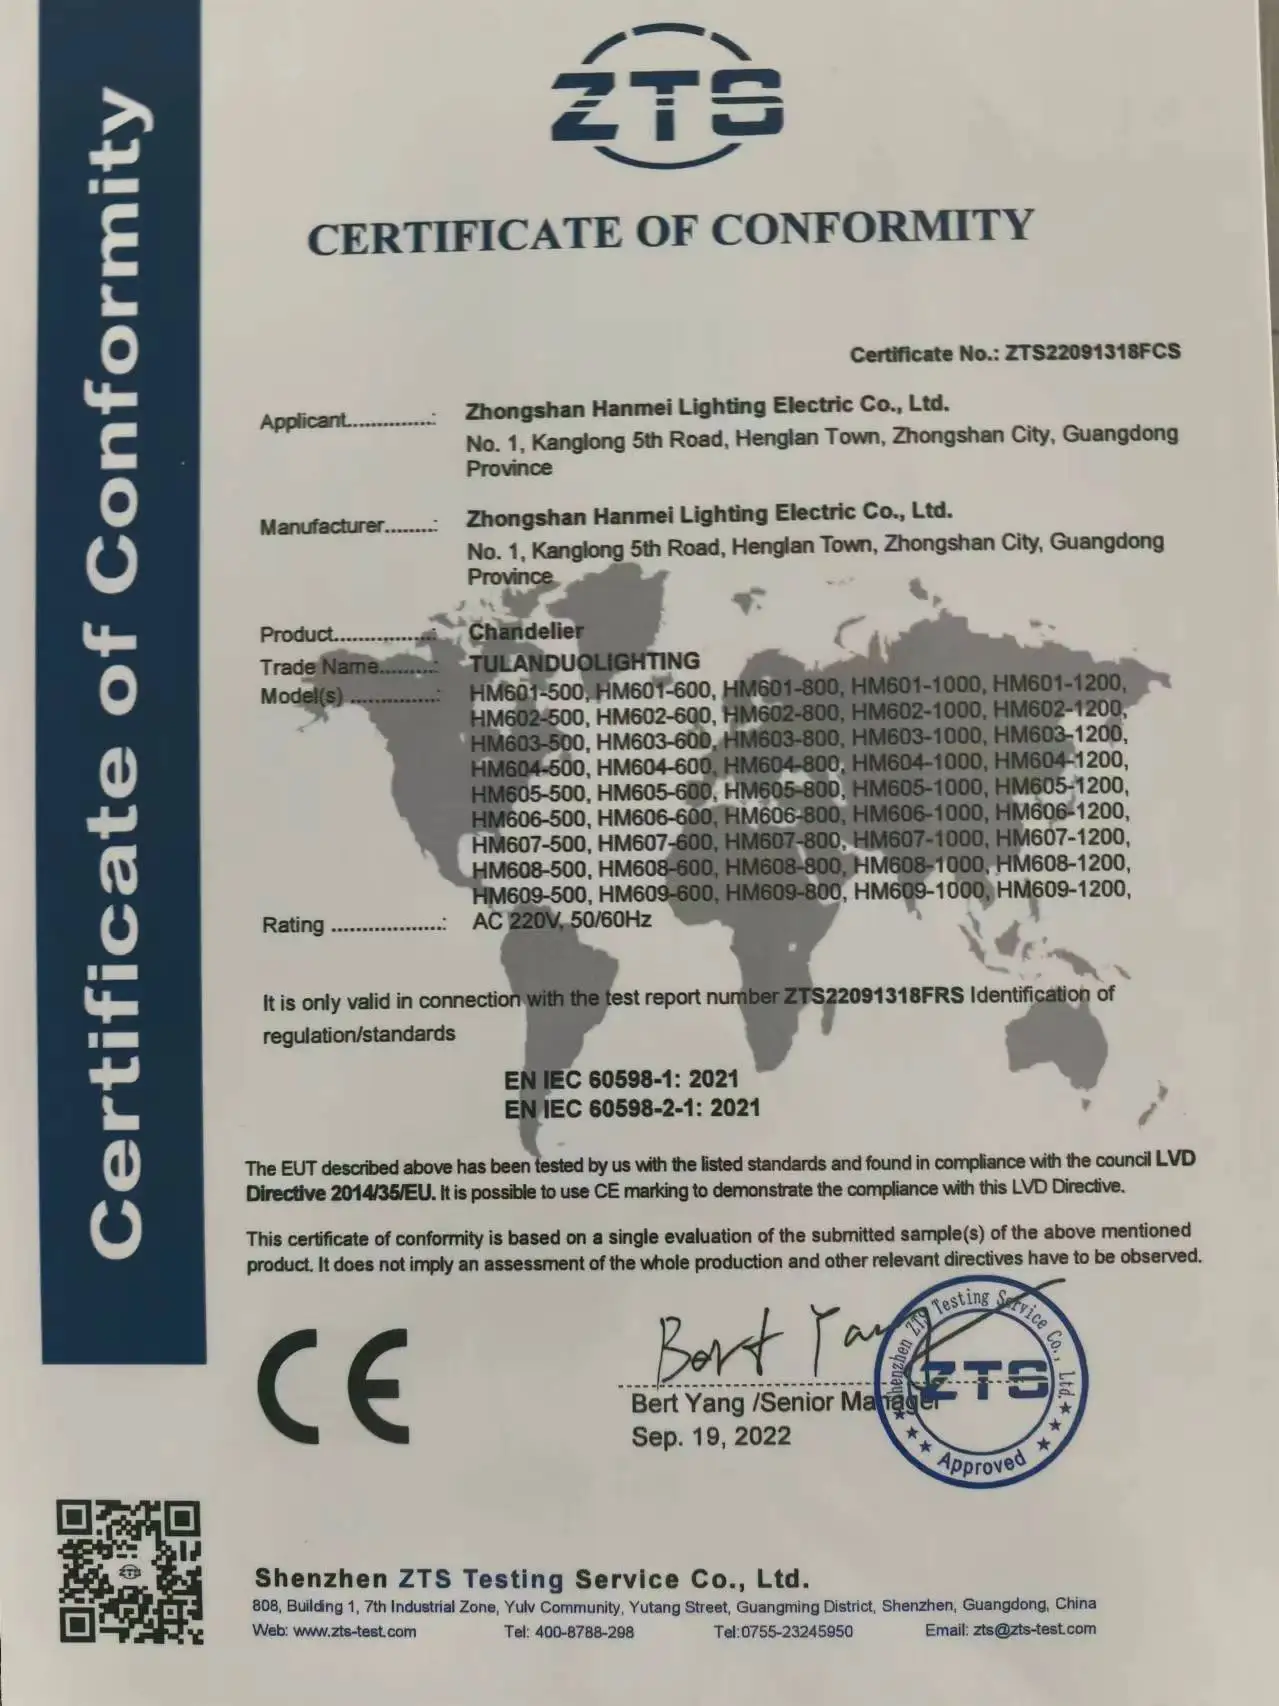 Certificate of Conformity
ZTS
CERTIFICATE OF CONFORMITY
Certificate No.: ZTS22091318FCS
Applicant..............: Zhongshan Hanmei Lighting Electric Co., Ltd.
No. 1, Kanglong 5th Road, Henglan Town, Zhongshan City, Guangdong
Province
Manufacturer........: Zhongshan Hanmei Lighting Electric Co., Ltd.
No. 1, Kanglong 5th Road, Henglan Town, Zhongshan City, Guangdong
Province
Product................: Chandelier
Trade Name.........: TULANDUOLIGHTING
Model(s) ..............: HM601-500, HM601-600, HM601-800, HM601-1000, HM601-1200,
HM602-500, HM602-600, HM602-800, HM602-1000, HM602-1200,
HM603-500, HM603-600, HM603-800, HM603-1000, HM603-1200,
HM604-500, HM604-600, HM604-800, HM604-1000, HM604-1200,
HM605-500, HM605-600, HM605-800, HM605-1000, HM605-1200,
HM606-500, HM606-600, HM606-800, HM606-1000, HM606-1200,
HM607-500, HM607-600, HM607-800, HM607-1000, HM607-1200,
HM608-500, HM608-600, HM608-800, HM608-1000, HM608-1200,
HM609-500, HM609-600, HM609-800, HM609-1000, HM609-1200,
Rating ..................: AC 220V, 50/60Hz
It is only valid in connection with the test report number ZTS22091318FRS Identification of
regulation/standards
EN IEC 60598-1: 2021
EN IEC 60598-2-1: 2021
The EUT described above has been tested by us with the listed standards and found in compliance with the council LVD
Directive 2014/35/EU. It is possible to use CE marking to demonstrate the compliance with this LVD Directive.
This certificate of conformity is based on a single evaluation of the submitted sample(s) of the above mentioned
product. It does not imply an assessment of the whole production and other relevant directives have to be observed.
CE
Bert Yang
Bert Yang /Senior Manager
Sep. 19, 2022
Shenzhen ZTS Testing Service Co., Ltd.
ZTS
Approved
ZTS
Shenzhen ZTS Testing Service Co., Ltd.
808, Building 1, 7th Industrial Zone, Yulv Community, Yutang Street, Guangming District, Shenzhen, Guangdong, China
Web: www.zts-test.com Tel: 400-8788-298 Tel:0755-23245950 Email: zts@zts-test.com